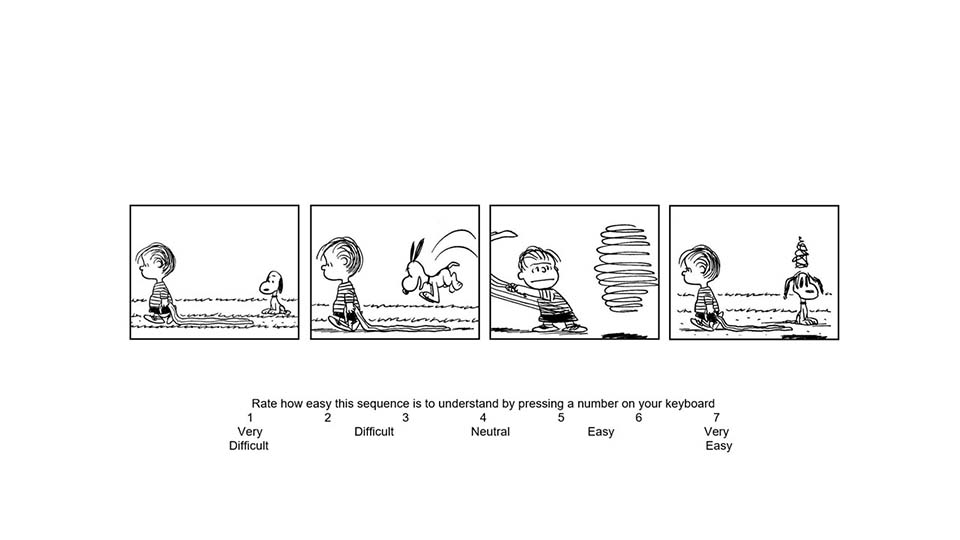 Rate how easy this sequence is to understand by pressing a number on your keyboard
1 2 3 4 5 6 7
Very Difficult Neutral Easy Very
Difficult Easy